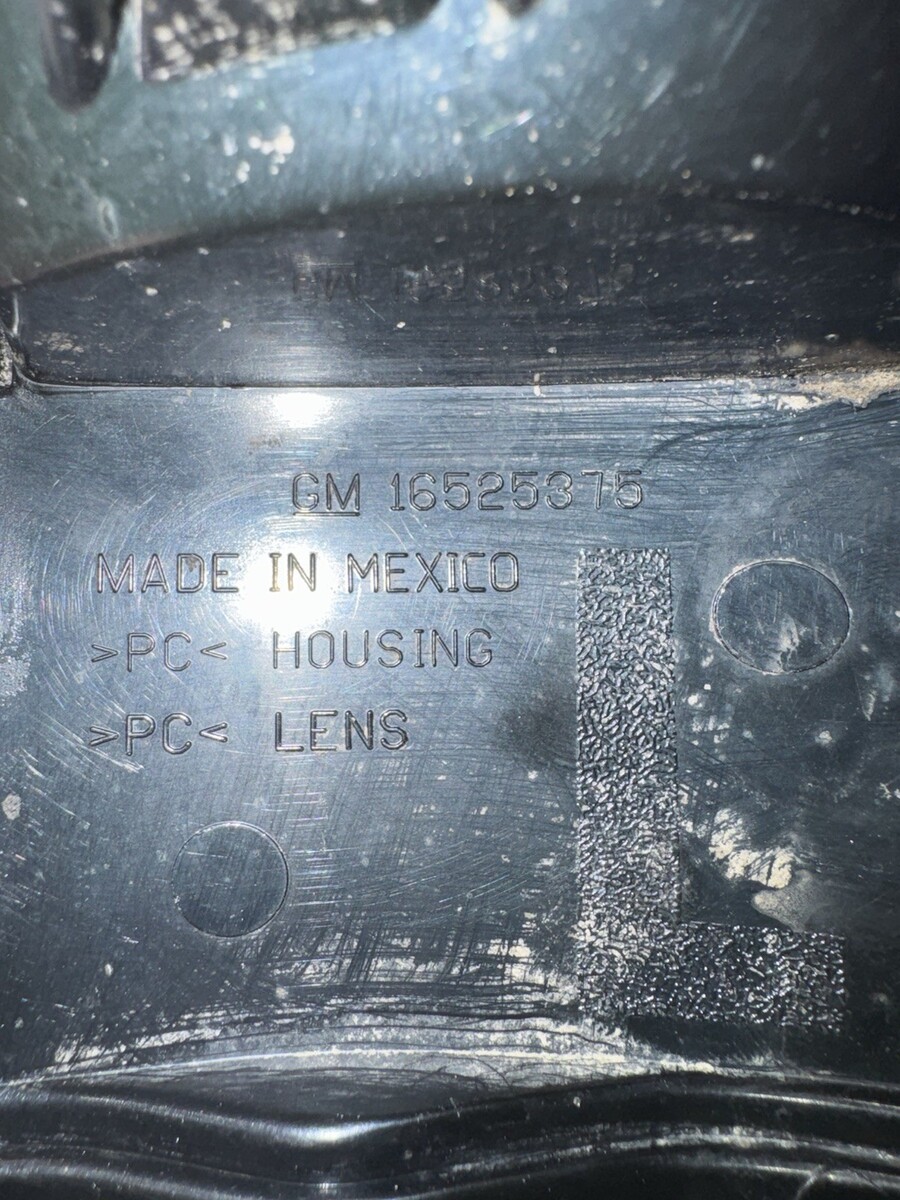 GM 16525375
MADE IN MEXICO
>PC< HOUSING
>PC< LENS
L